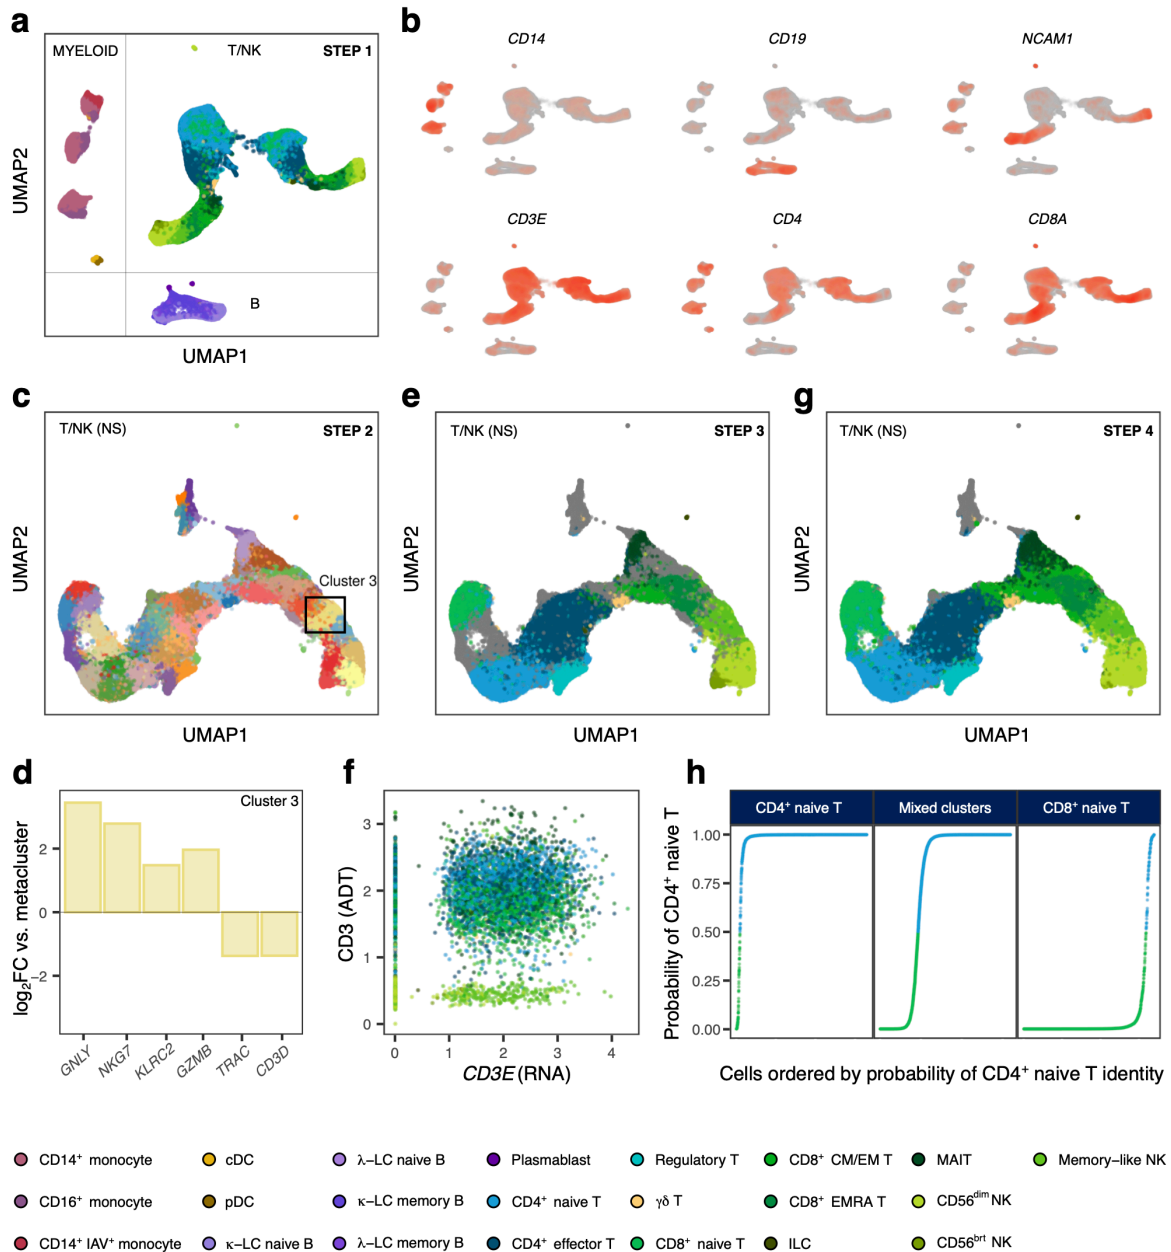 a
MYELOID
T/NK
STEP 1
B
UMAP2
UMAP1
b
CD14
CD19
NCAM1
CD3E
CD4
CD8A
c
T/NK (NS)
STEP 2
Cluster 3
UMAP2
UMAP1
e
T/NK (NS)
STEP 3
UMAP2
UMAP1
g
T/NK (NS)
STEP 4
UMAP2
UMAP1
d
Cluster 3
log₂FC vs. metacluster
2
0
−2
GNLY
NKG7
KLRC2
GZMB
TRAC
CD3D
f
CD3 (ADT)
3
2
1
0
0 1 2 3 4
CD3E (RNA)
h
CD4⁺ naive T
Mixed clusters
CD8⁺ naive T
Probability of CD4⁺ naive T
1.00
0.75
0.50
0.25
0.00
Cells ordered by probability of CD4⁺ naive T identity
CD14⁺ monocyte
cDC
λ−LC naive B
Plasmablast
Regulatory T
CD8⁺ CM/EM T
MAIT
Memory−like NK
CD16⁺ monocyte
pDC
κ−LC memory B
CD4⁺ naive T
γδ T
CD8⁺ EMRA T
CD56ᵈⁱᵐ NK
CD14⁺ IAV⁺ monocyte
κ−LC naive B
λ−LC memory B
CD4⁺ effector T
CD8⁺ naive T
ILC
CD56ᵇʳᵗ NK